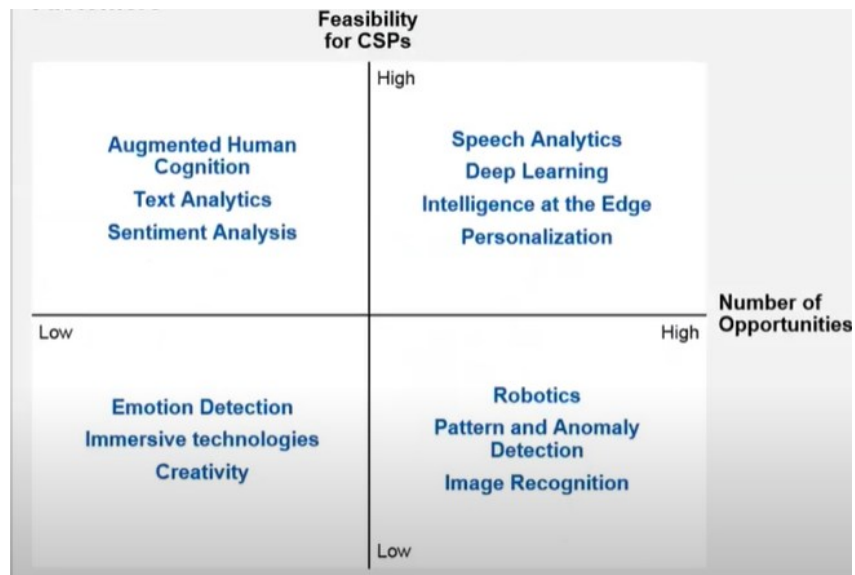 Feasibility
for CSPs
High
Augmented Human
Cognition
Text Analytics
Sentiment Analysis
Speech Analytics
Deep Learning
Intelligence at the Edge
Personalization
Number of
Opportunities
Low
High
Emotion Detection
Immersive technologies
Creativity
Robotics
Pattern and Anomaly
Detection
Image Recognition
Low